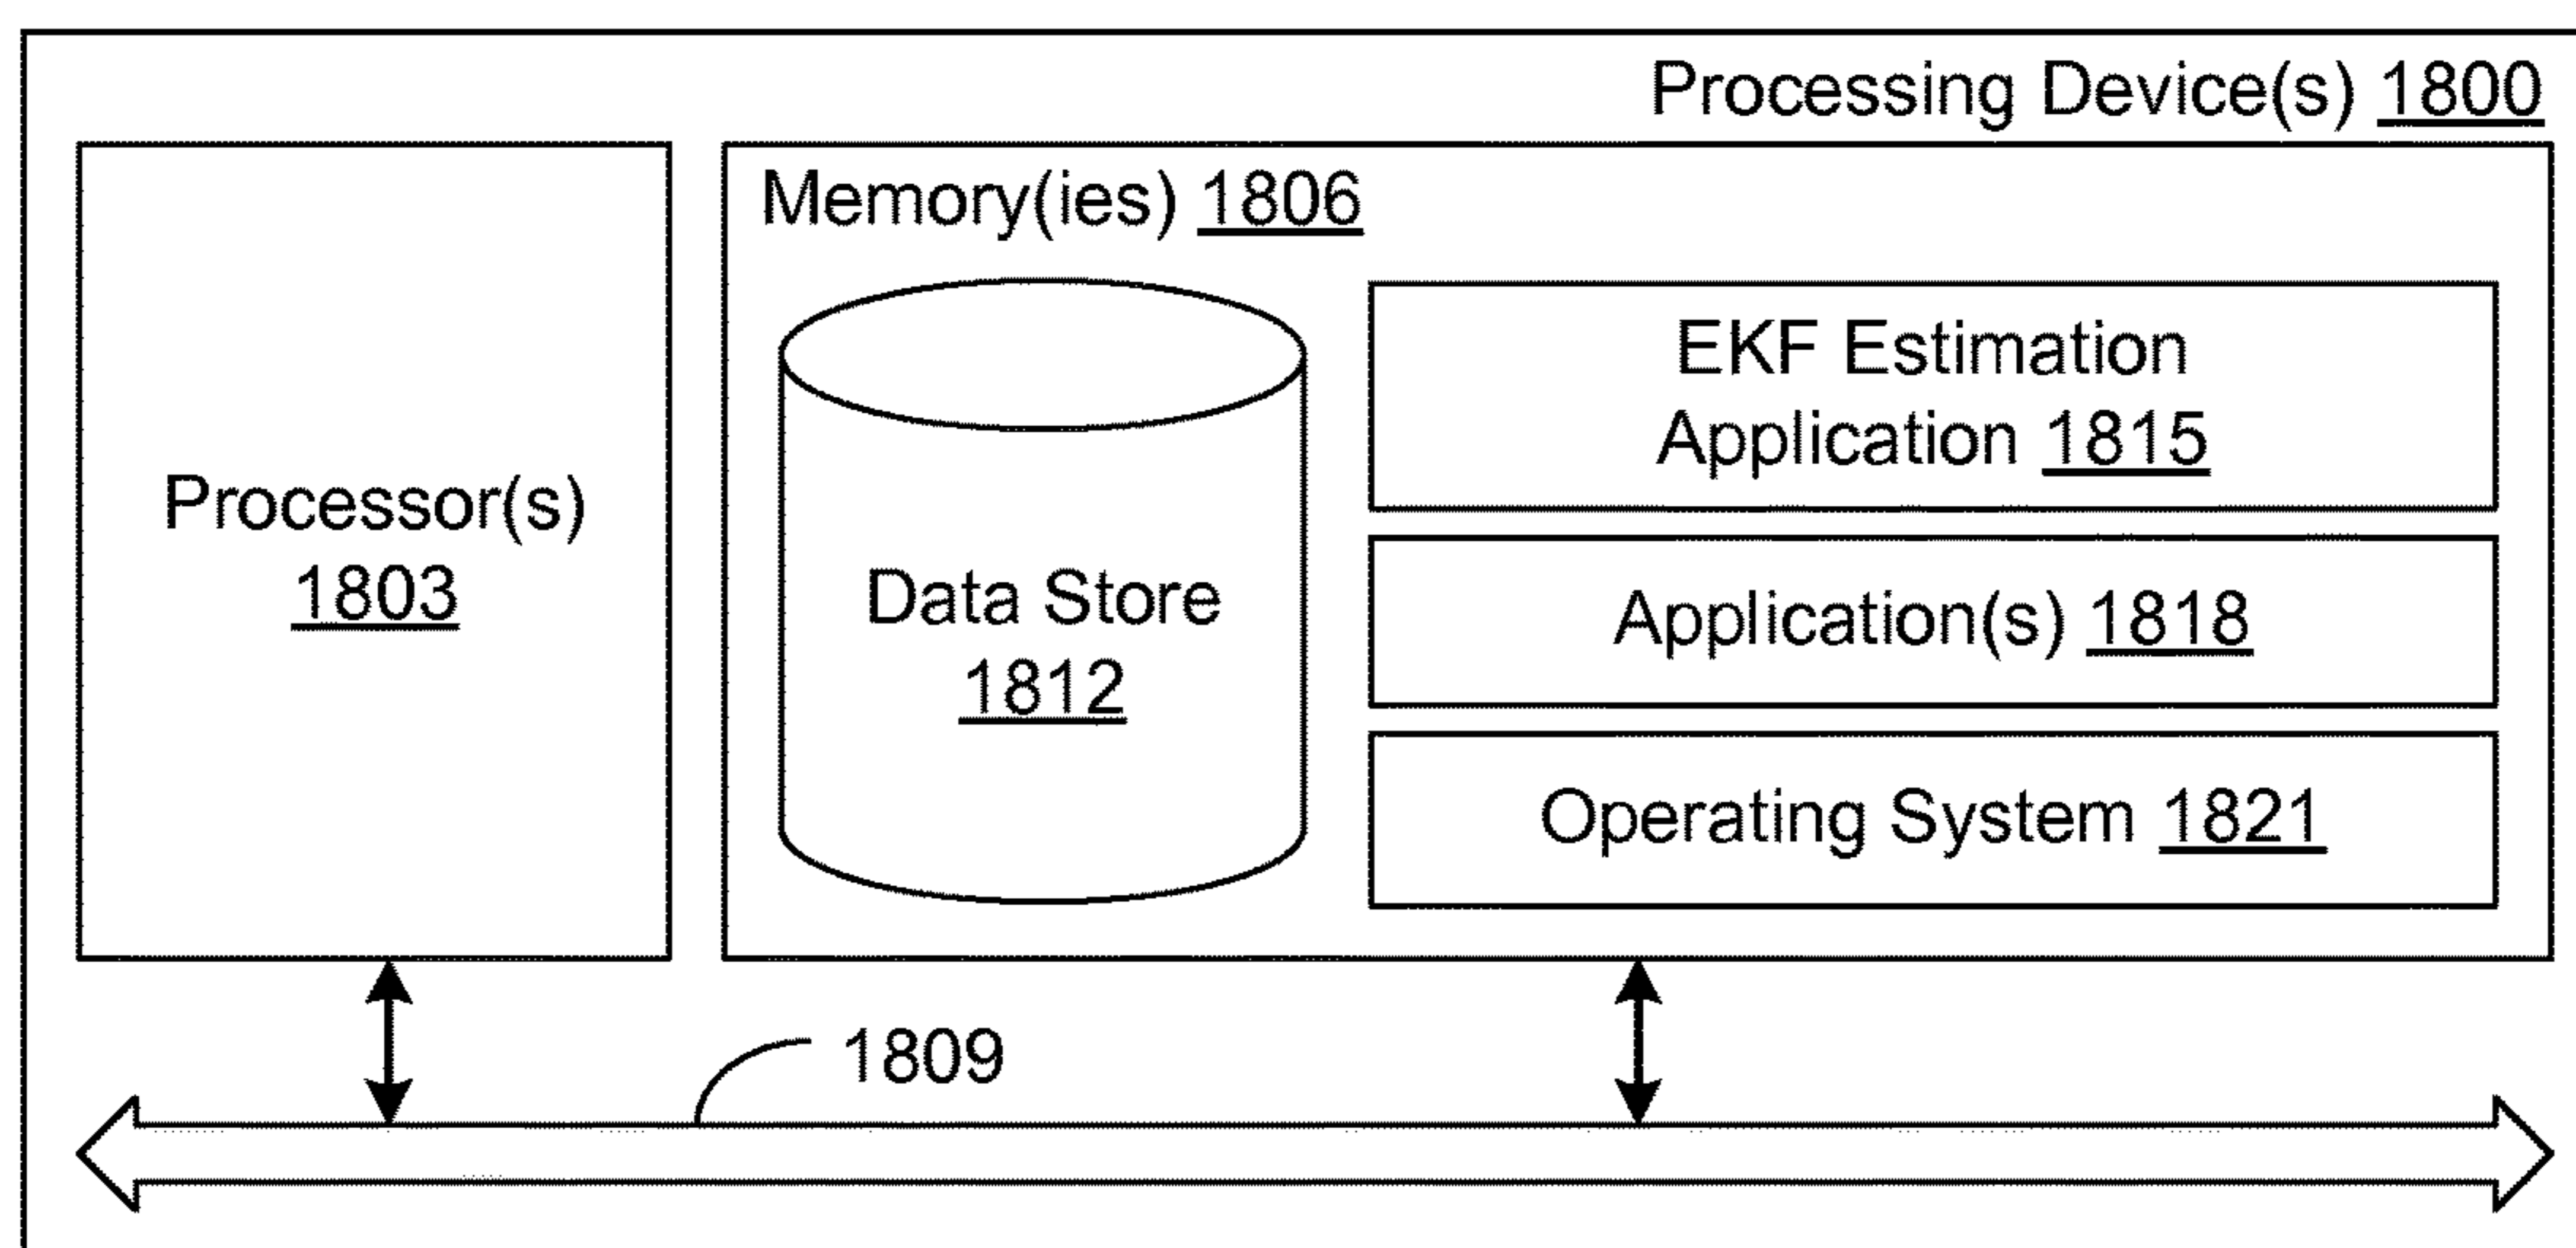 Processing Device(s) 1800
Memory(ies) 1806
Processor(s)
1803
Data Store
1812
EKF Estimation
Application 1815
Application(s) 1818
Operating System 1821
1809